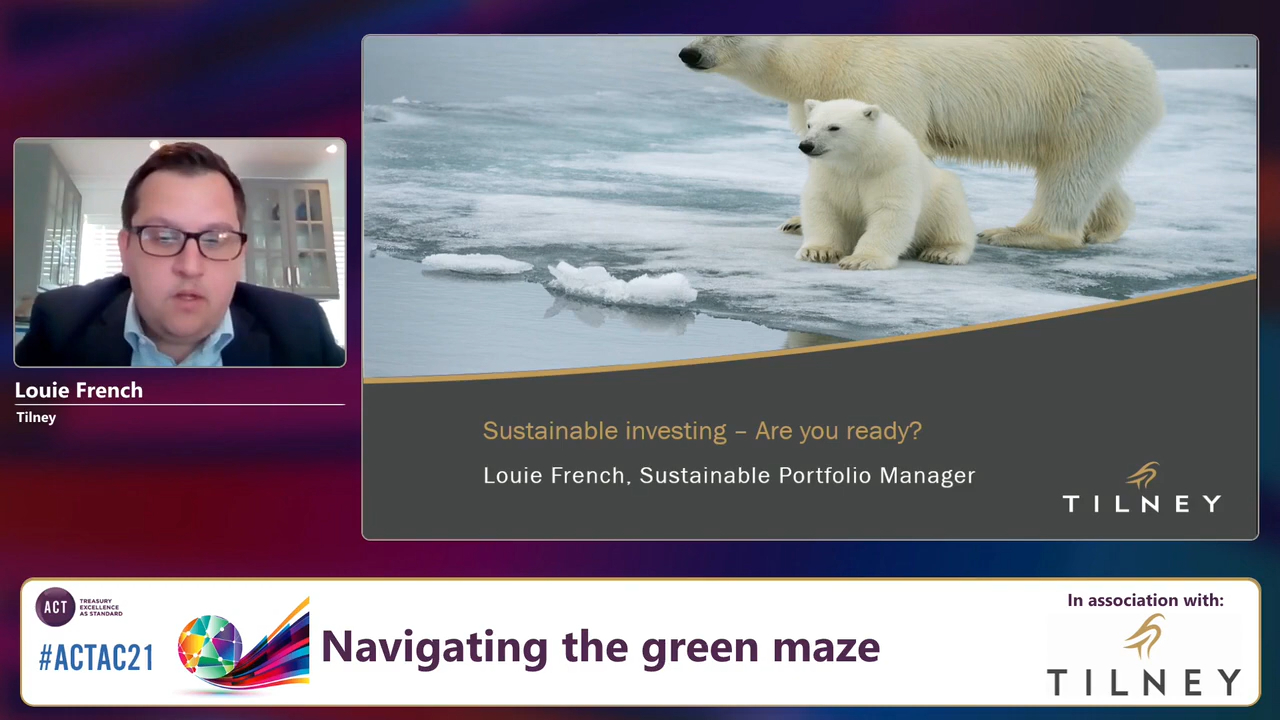 Louie French
Tilney
Sustainable investing – Are you ready?
Louie French, Sustainable Portfolio Manager
TILNEY
ACT
TREASURY
EXCELLENCE
AS STANDARD
#ACTAC21
Navigating the green maze
In association with:
TILNEY